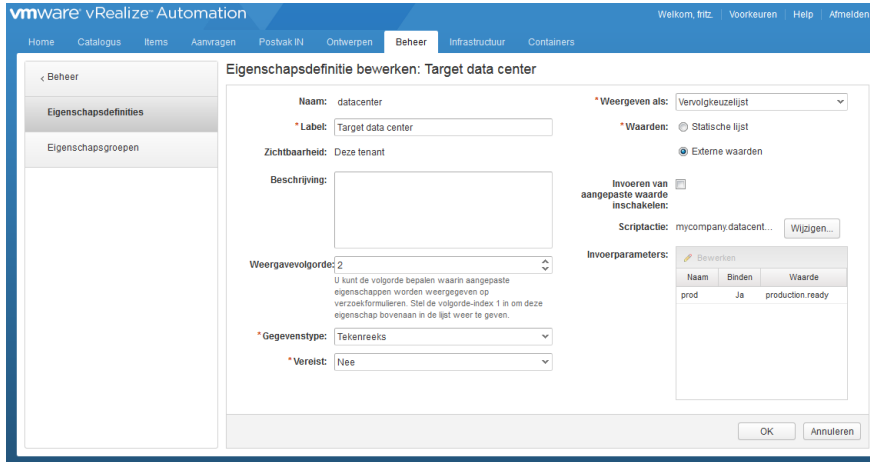 vmware vRealize™ Automation
Welkom, fritz. Voorkeuren Help Afmelden
Home Catalogus Items Aanvragen Postvak IN Ontwerpen Beheer Infrastructuur Containers
< Beheer
Eigenschapsdefinities
Eigenschapsgroepen
Eigenschapsdefinitie bewerken: Target data center
Naam: datacenter
* Label: Target data center
Zichtbaarheid: Deze tenant
Beschrijving:
Weergavevolgorde: 2
U kunt de volgorde bepalen waarin aangepaste
eigenschappen worden weergegeven op
verzoekformulieren. Stel de volgorde-index 1 in om deze
eigenschap bovenaan in de lijst weer te geven.
* Gegevenstype: Tekenreeks
* Vereist: Nee
* Weergeven als: Vervolgkeuzelijst
* Waarden: Statische lijst
Externe waarden
Invoeren van
aangepaste waarde
inschakelen:
Scriptactie: mycompany.datacent... Wijzigen...
Invoerparameters: Bewerken
Naam Binden Waarde
prod Ja production.ready
OK Annuleren